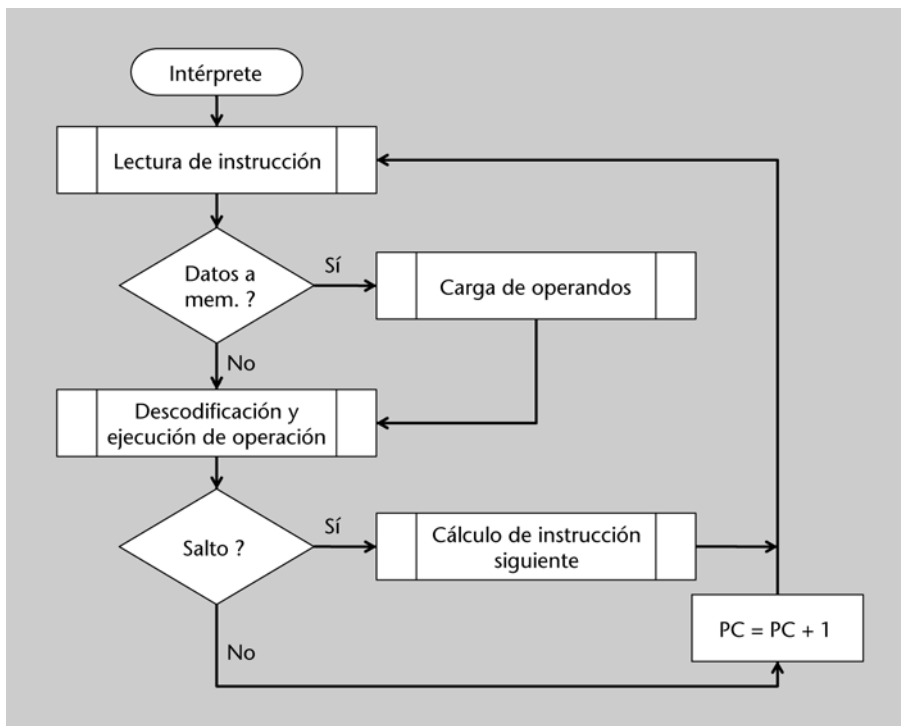 Intérprete
Lectura de instrucción
Datos a
mem. ?
Sí
Carga de operandos
No
Descodificación y
ejecución de operación
Salto ?
Sí
Cálculo de instrucción
siguiente
PC = PC + 1
No